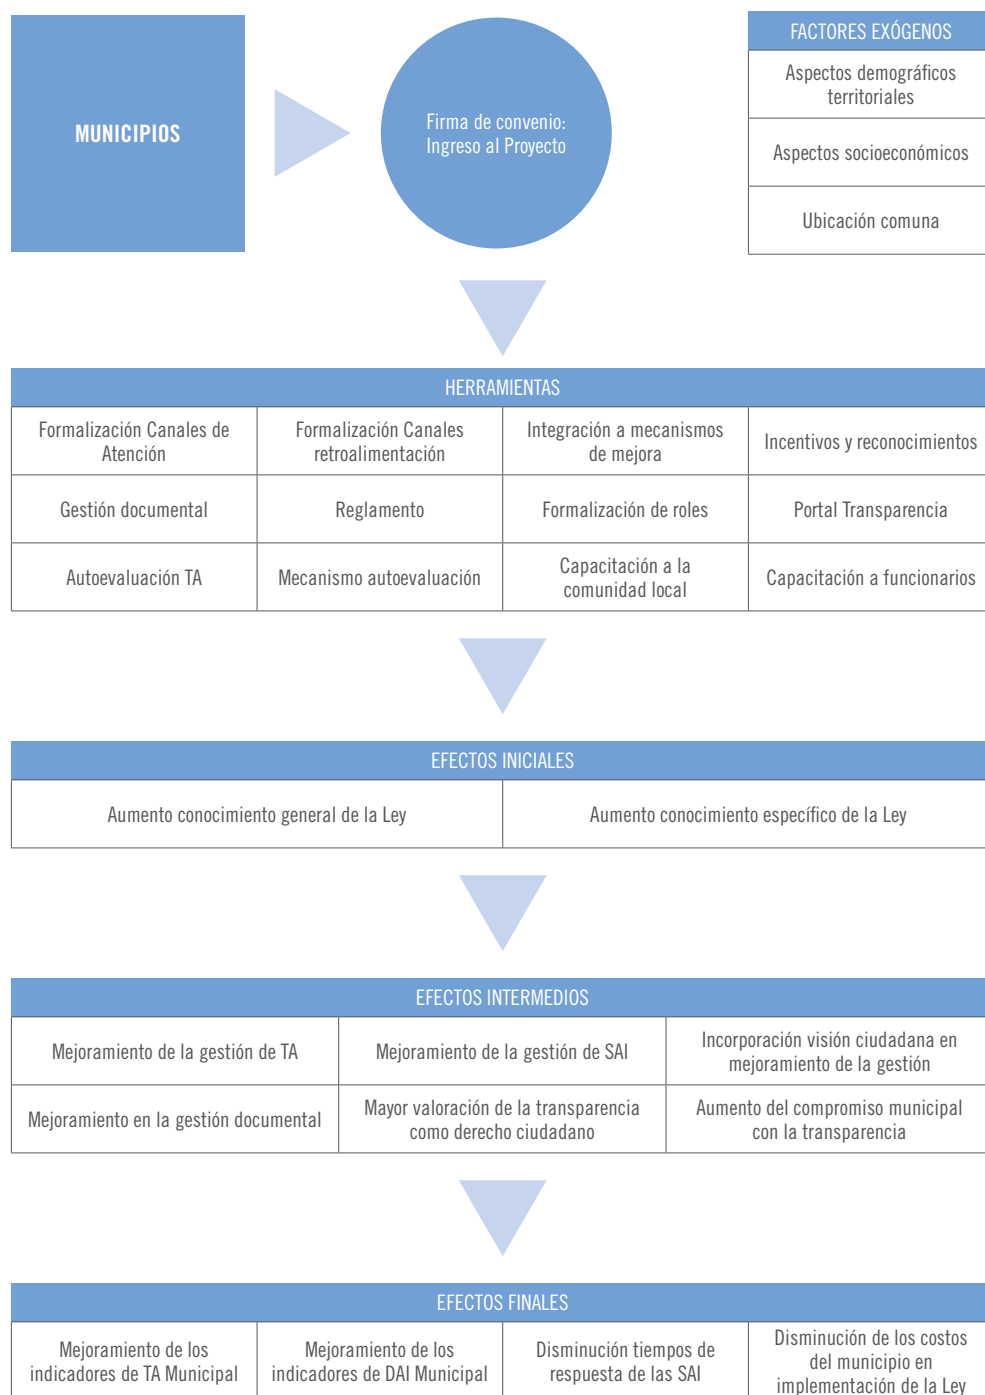 MUNICIPIOS
Firma de convenio:
Ingreso al Proyecto
FACTORES EXÓGENOS
Aspectos demográficos
territoriales
Aspectos socioeconómicos
Ubicación comuna
HERRAMIENTAS
Formalización Canales de
Atención
Formalización Canales
retroalimentación
Integración a mecanismos
de mejora
Incentivos y reconocimientos
Gestión documental
Reglamento
Formalización de roles
Portal Transparencia
Autoevaluación TA
Mecanismo autoevaluación
Capacitación a la
comunidad local
Capacitación a funcionarios
EFECTOS INICIALES
Aumento conocimiento general de la Ley
Aumento conocimiento específico de la Ley
EFECTOS INTERMEDIOS
Mejoramiento de la gestión de TA
Mejoramiento de la gestión de SAI
Incorporación visión ciudadana en
mejoramiento de la gestión
Mejoramiento en la gestión documental
Mayor valoración de la transparencia
como derecho ciudadano
Aumento del compromiso municipal
con la transparencia
EFECTOS FINALES
Mejoramiento de los
indicadores de TA Municipal
Mejoramiento de los
indicadores de DAI Municipal
Disminución tiempos de
respuesta de las SAI
Disminución de los costos
del municipio en
implementación de la Ley